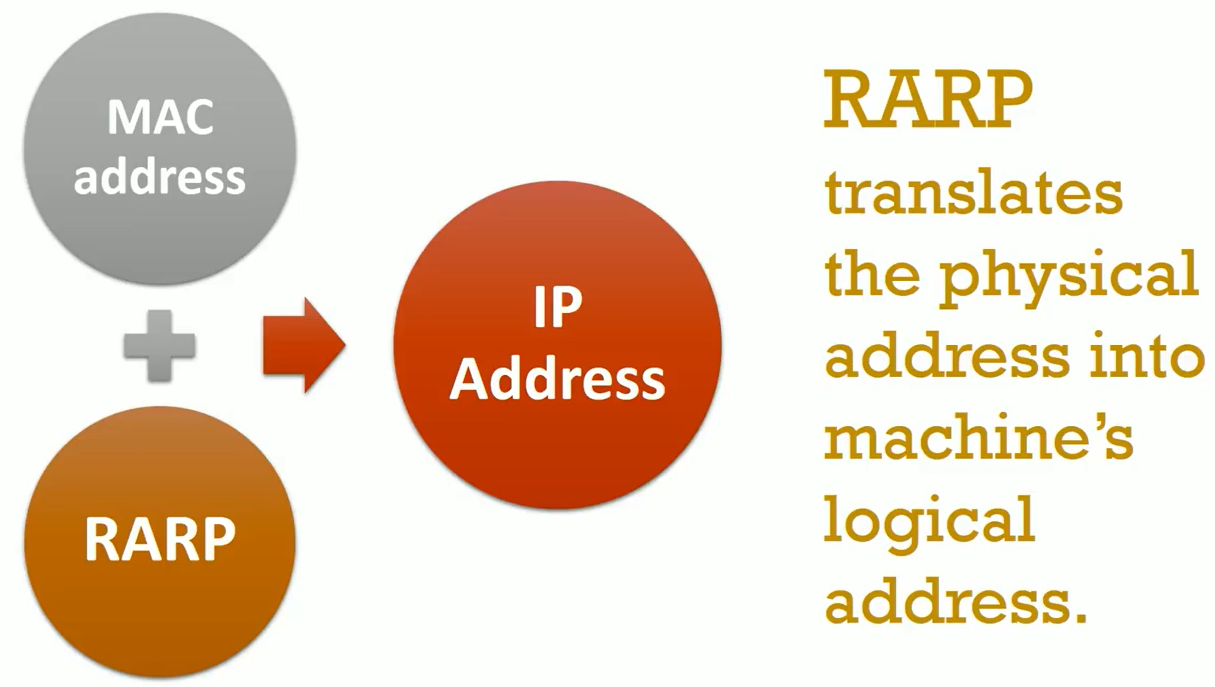 MAC
address
RARP
IP
Address
RARP
translates
the physical
address into
machine’s
logical
address.